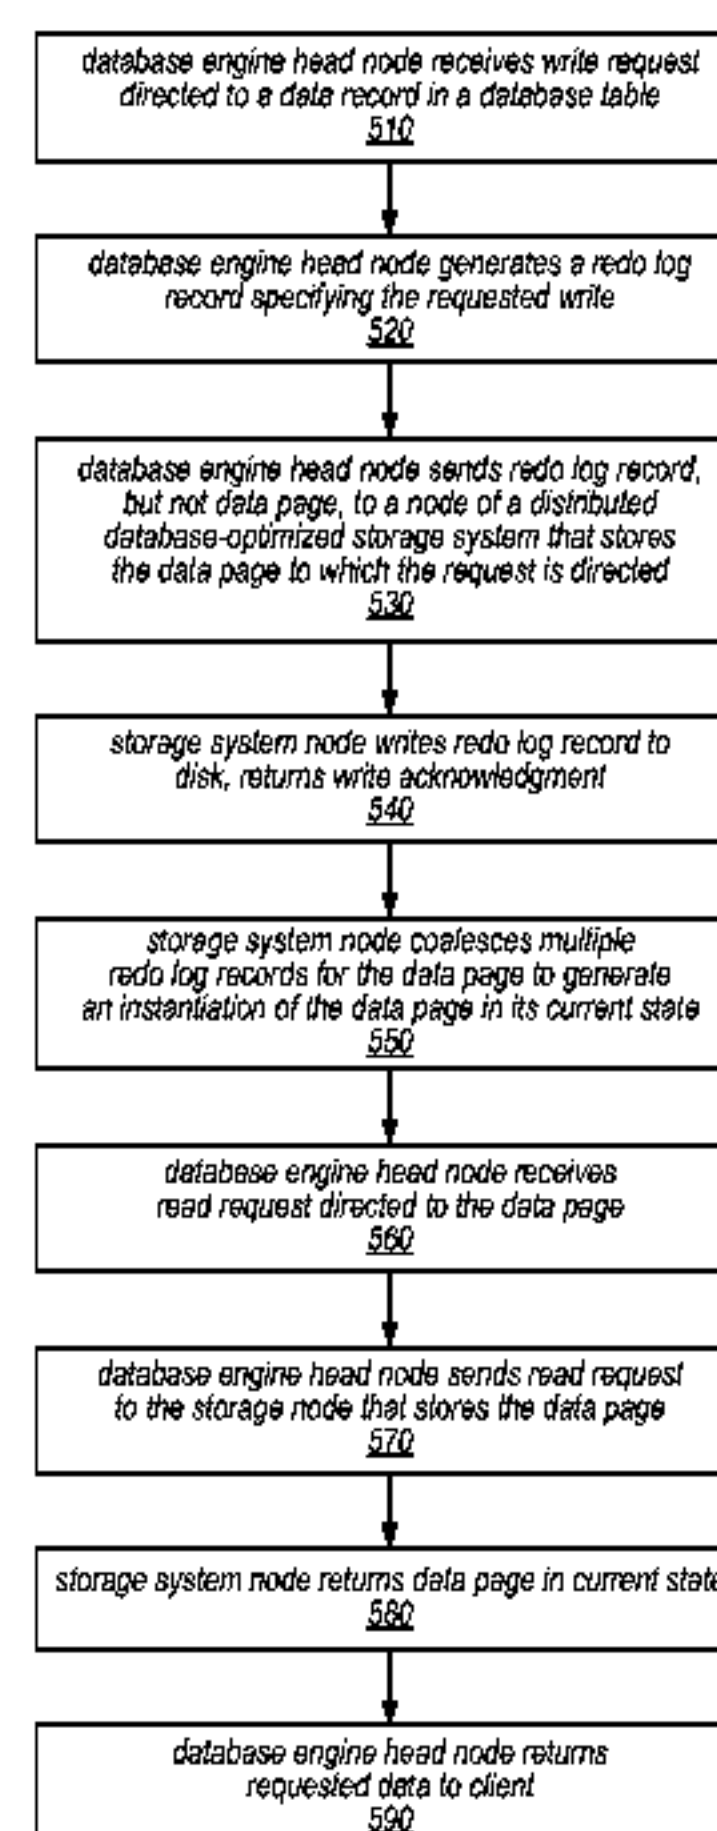 database engine head node receives write request
directed to a data record in a database table
510
database engine head node generates a redo log
record specifying the requested write
520
database engine head node sends redo log record,
but not data page, to a node of a distributed
database-optimized storage system that stores
the data page to which the request is directed
530
storage system node writes redo log record to
disk, returns write acknowledgment
540
storage system node coalesces multiple
redo log records for the data page to generate
an instantiation of the data page in its current state
550
database engine head node receives
read request directed to the data page
560
database engine head node sends read request
to the storage node that stores the data page
570
storage system node returns data page in current state
580
database engine head node returns
requested data to client
590